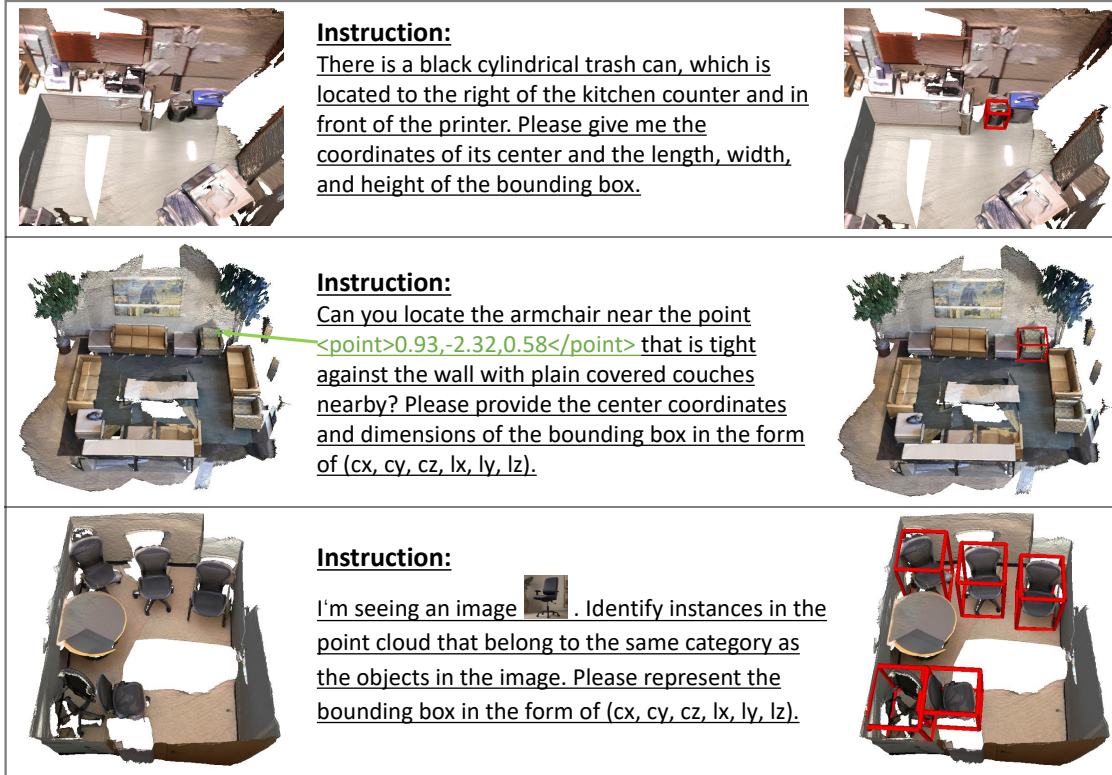 Instruction:
There is a black cylindrical trash can, which is
located to the right of the kitchen counter and in
front of the printer. Please give me the
coordinates of its center and the length, width,
and height of the bounding box.
Instruction:
Can you locate the armchair near the point
<point>0.93,-2.32,0.58</point> that is tight
against the wall with plain covered couches
nearby? Please provide the center coordinates
and dimensions of the bounding box in the form
of (cx, cy, cz, lx, ly, lz).
Instruction:
I'm seeing an image . Identify instances in the
point cloud that belong to the same category as
the objects in the image. Please represent the
bounding box in the form of (cx, cy, cz, lx, ly, lz).